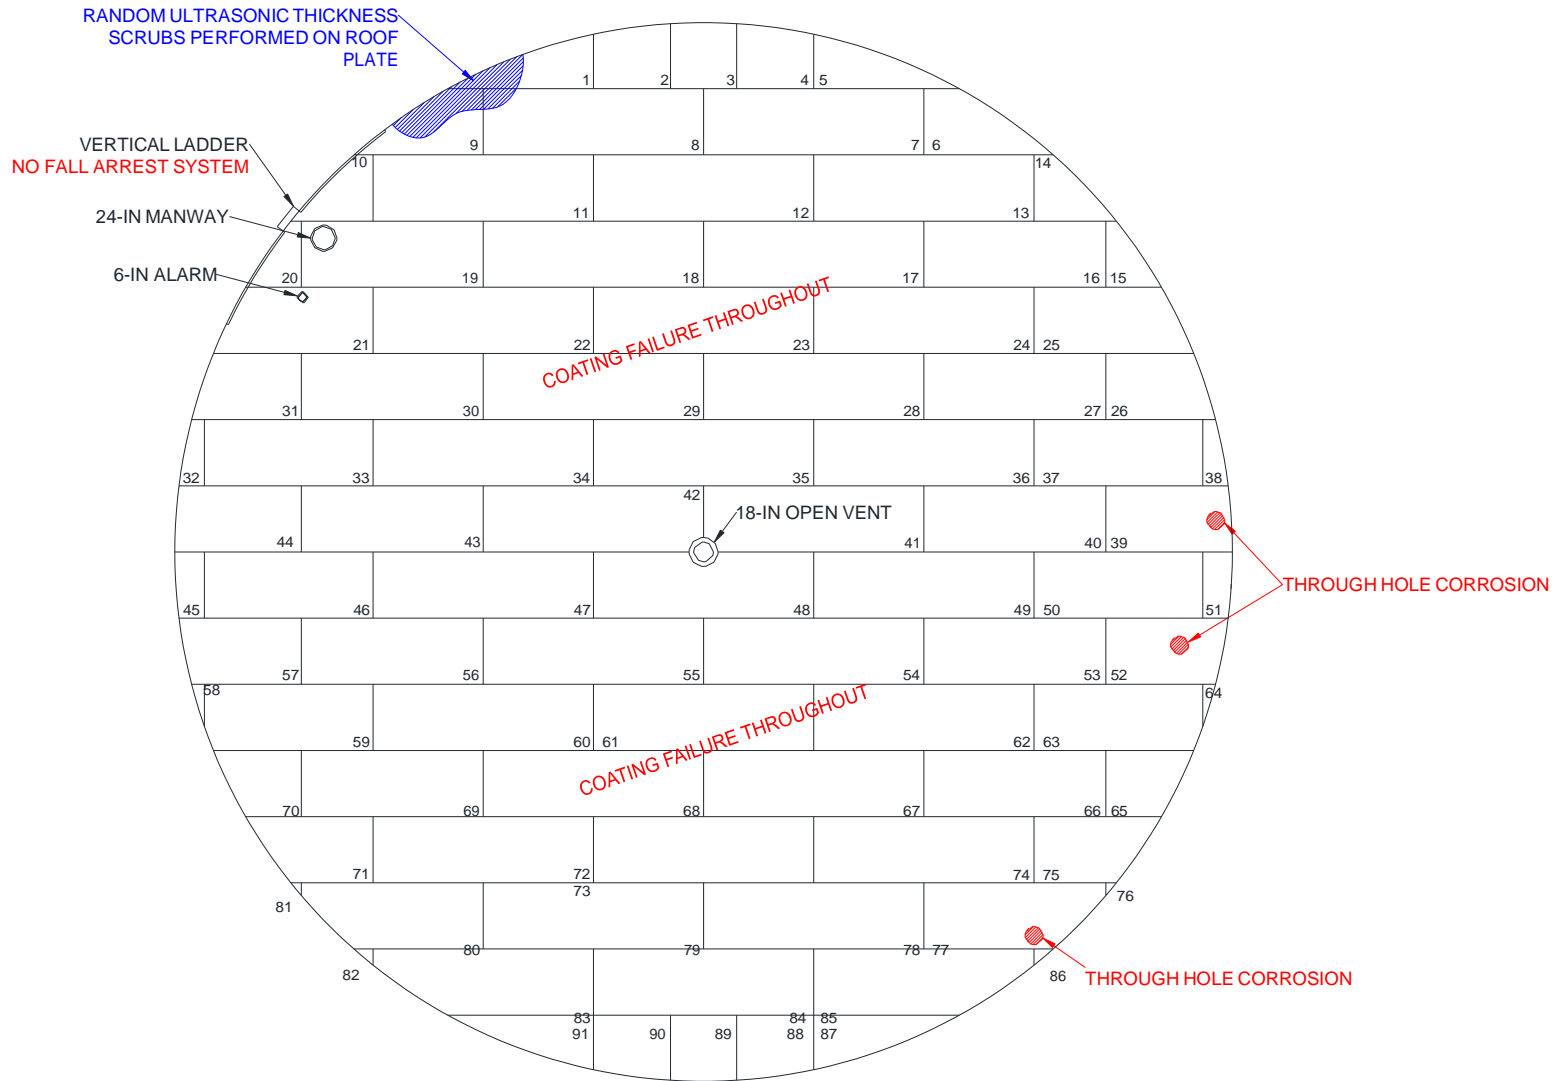 RANDOM ULTRASONIC THICKNESS
SCRUBS PERFORMED ON ROOF
PLATE
1 2 3 4 5
VERTICAL LADDER
NO FALL ARREST SYSTEM
9 8 7 6
10 14
24-IN MANWAY
11 12 13
6-IN ALARM
20 19 18 17 16 15
COATING FAILURE THROUGHOUT
21 22 23 24 25
31 30 29 28 27 26
32 33 34 35 36 37 38
42
18-IN OPEN VENT
44 43 41 40 39
THROUGH HOLE CORROSION
45 46 47 48 49 50 51
57 56 55 54 53 52
58 64
COATING FAILURE THROUGHOUT
59 60 61 62 63
70 69 68 67 66 65
71 72 74 75
73
81 76
80 79 78 77
82 86
THROUGH HOLE CORROSION
83 84 85
91 90 89 88 87